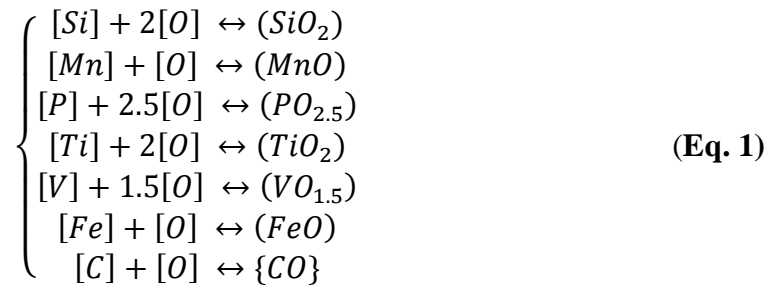 [Si] + 2[O] ↔ (SiO₂)
[Mn] + [O] ↔ (MnO)
[P] + 2.5[O] ↔ (PO₂.₅)
[Ti] + 2[O] ↔ (TiO₂)
[V] + 1.5[O] ↔ (VO₁.₅)
[Fe] + [O] ↔ (FeO)
[C] + [O] ↔ {CO}
(Eq. 1)